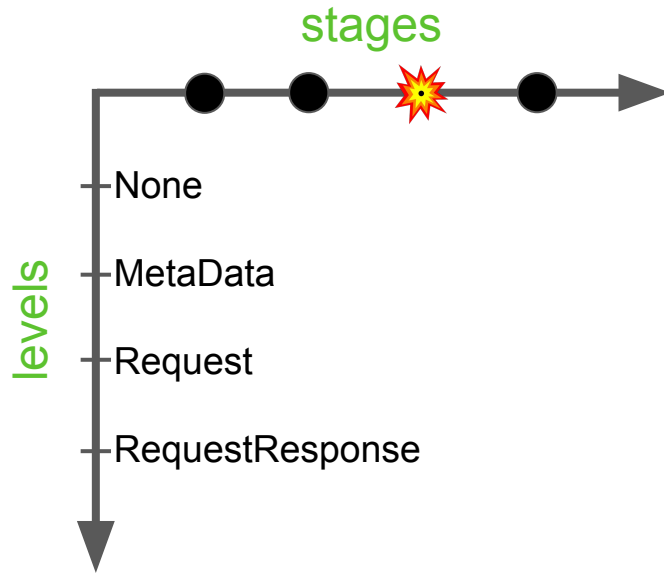 stages
None
MetaData
levels
Request
RequestResponse